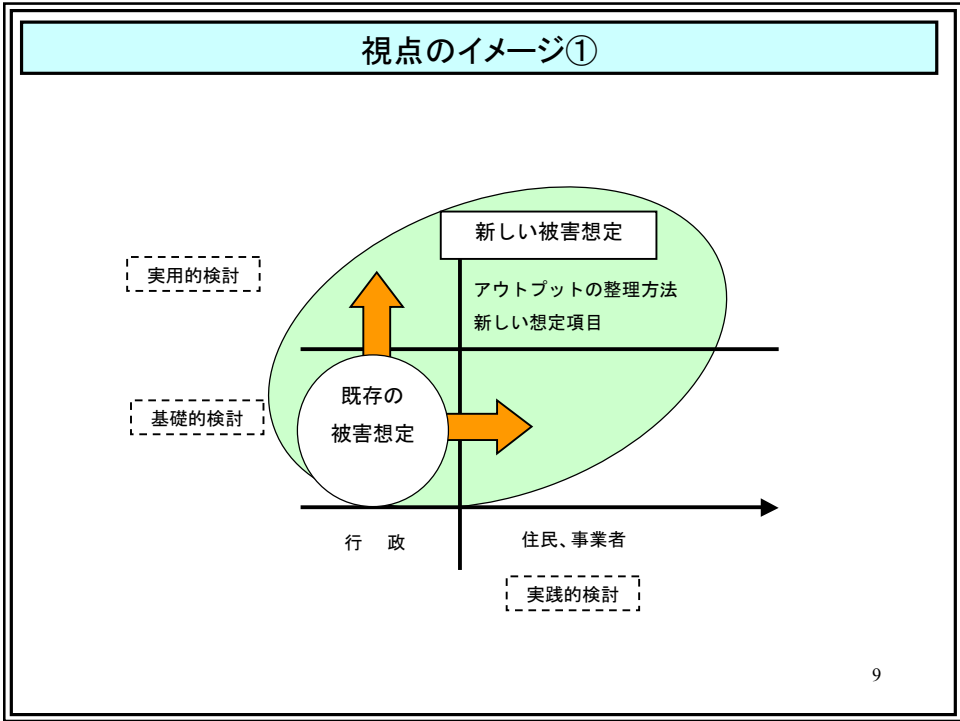 視点のイメージ①
新しい被害想定
実用的検討
アウトプットの整理方法
新しい想定項目
既存の
被害想定
基礎的検討
行　政
住民、事業者
実践的検討
9